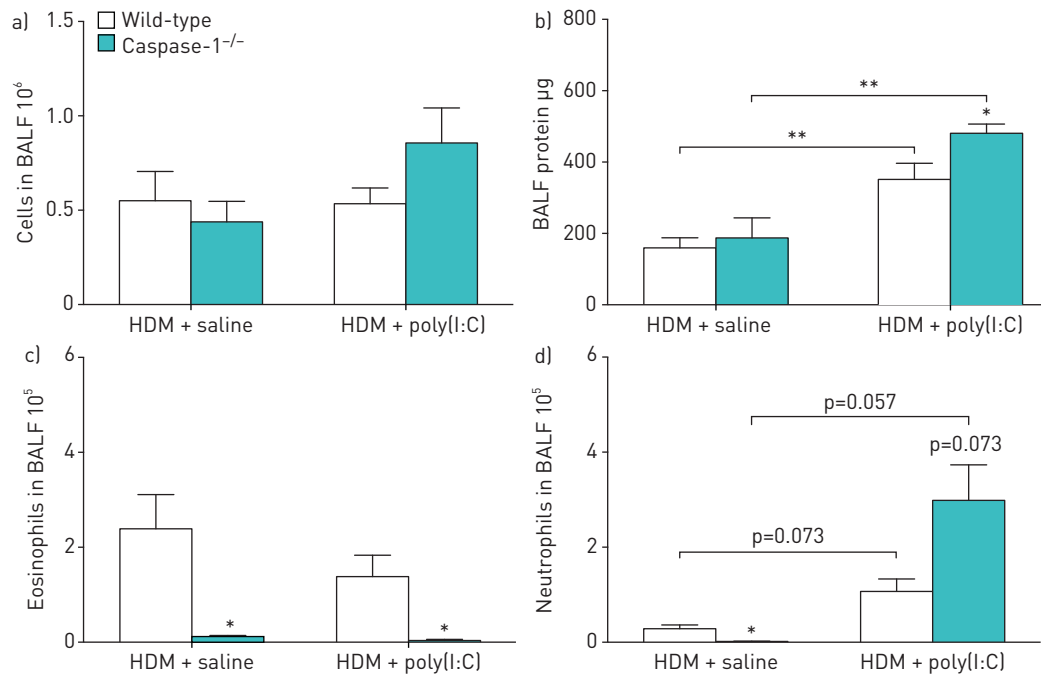 a)
Wild-type
Caspase-1⁻/⁻
Cells in BALF 10⁶
1.5
1.0
0.5
0
HDM + saline
HDM + poly(I:C)
b)
BALF protein µg
800
600
400
200
0
**
**
*
HDM + saline
HDM + poly(I:C)
c)
Eosinophils in BALF 10⁵
6
4
2
0
*
*
HDM + saline
HDM + poly(I:C)
d)
Neutrophils in BALF 10⁵
6
4
2
0
p=0.057
p=0.073
p=0.073
*
HDM + saline
HDM + poly(I:C)